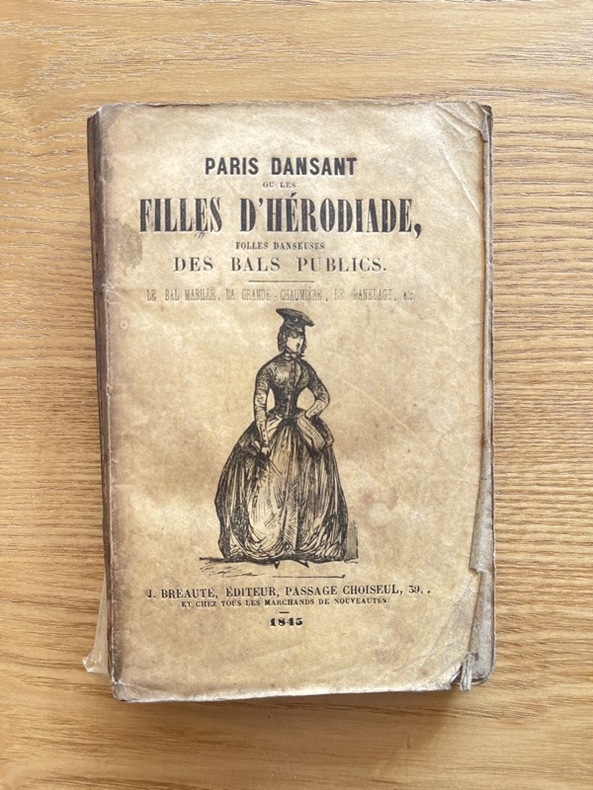 PARIS DANSANT
OU LES
FILLES D'HÉRODIADE,
FOLLES DANSEUSES
DES BALS PUBLICS.
LE BAL MABILLE, LA GRANDE-CHAUMIÈRE, LE RANELAGH, etc
J. BREAUTÉ, ÉDITEUR, PASSAGE CHOISEUL, 39,.
ET CHEZ TOUS LES MARCHANDS DE NOUVEAUTÉS
1845